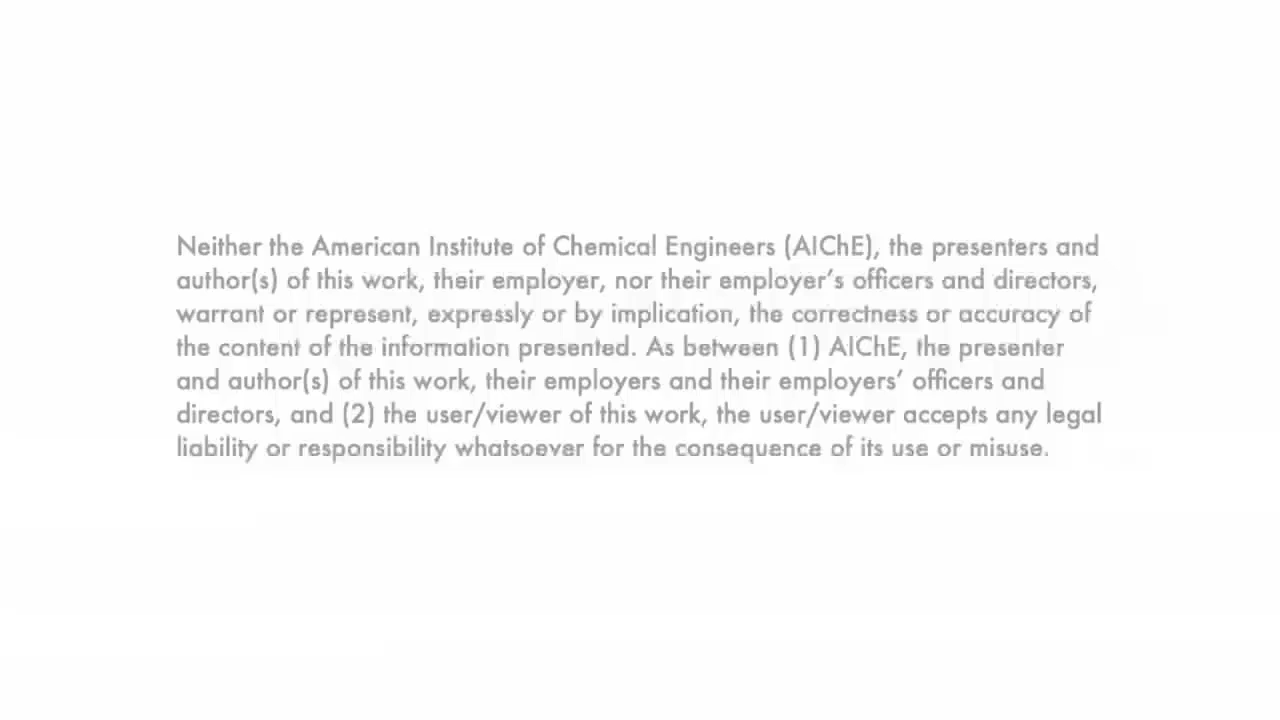 Neither the American Institute of Chemical Engineers (AIChE), the presenters and
author(s) of this work, their employer, nor their employer’s officers and directors,
warrant or represent, expressly or by implication, the correctness or accuracy of
the content of the information presented. As between (1) AIChE, the presenter
and author(s) of this work, their employers and their employers’ officers and
directors, and (2) the user/viewer of this work, the user/viewer accepts any legal
liability or responsibility whatsoever for the consequence of its use or misuse.